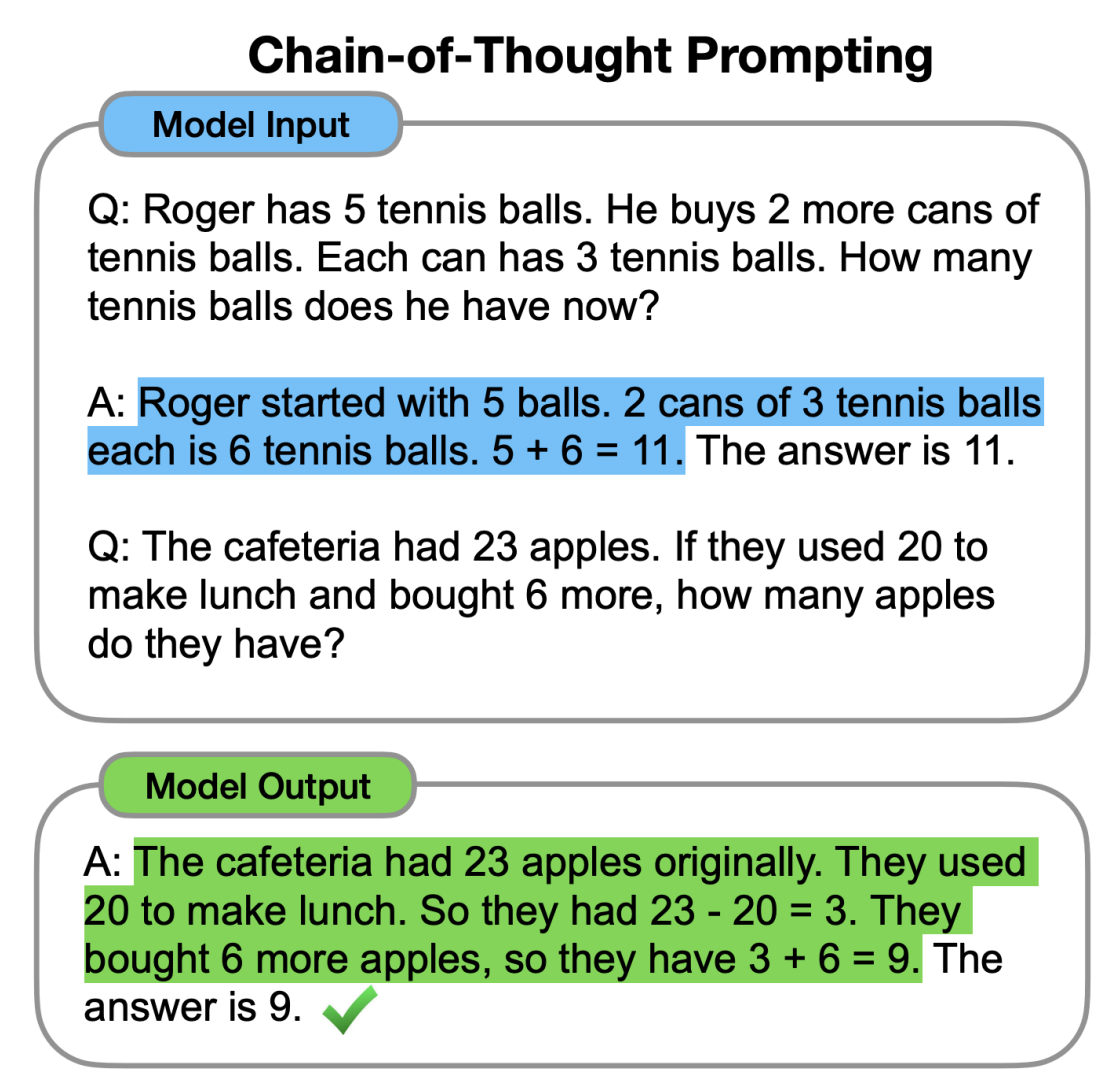 Chain-of-Thought Prompting
Model Input
Q: Roger has 5 tennis balls. He buys 2 more cans of
tennis balls. Each can has 3 tennis balls. How many
tennis balls does he have now?
A: Roger started with 5 balls. 2 cans of 3 tennis balls
each is 6 tennis balls. 5 + 6 = 11. The answer is 11.
Q: The cafeteria had 23 apples. If they used 20 to
make lunch and bought 6 more, how many apples
do they have?
Model Output
A: The cafeteria had 23 apples originally. They used
20 to make lunch. So they had 23 - 20 = 3. They
bought 6 more apples, so they have 3 + 6 = 9. The
answer is 9.